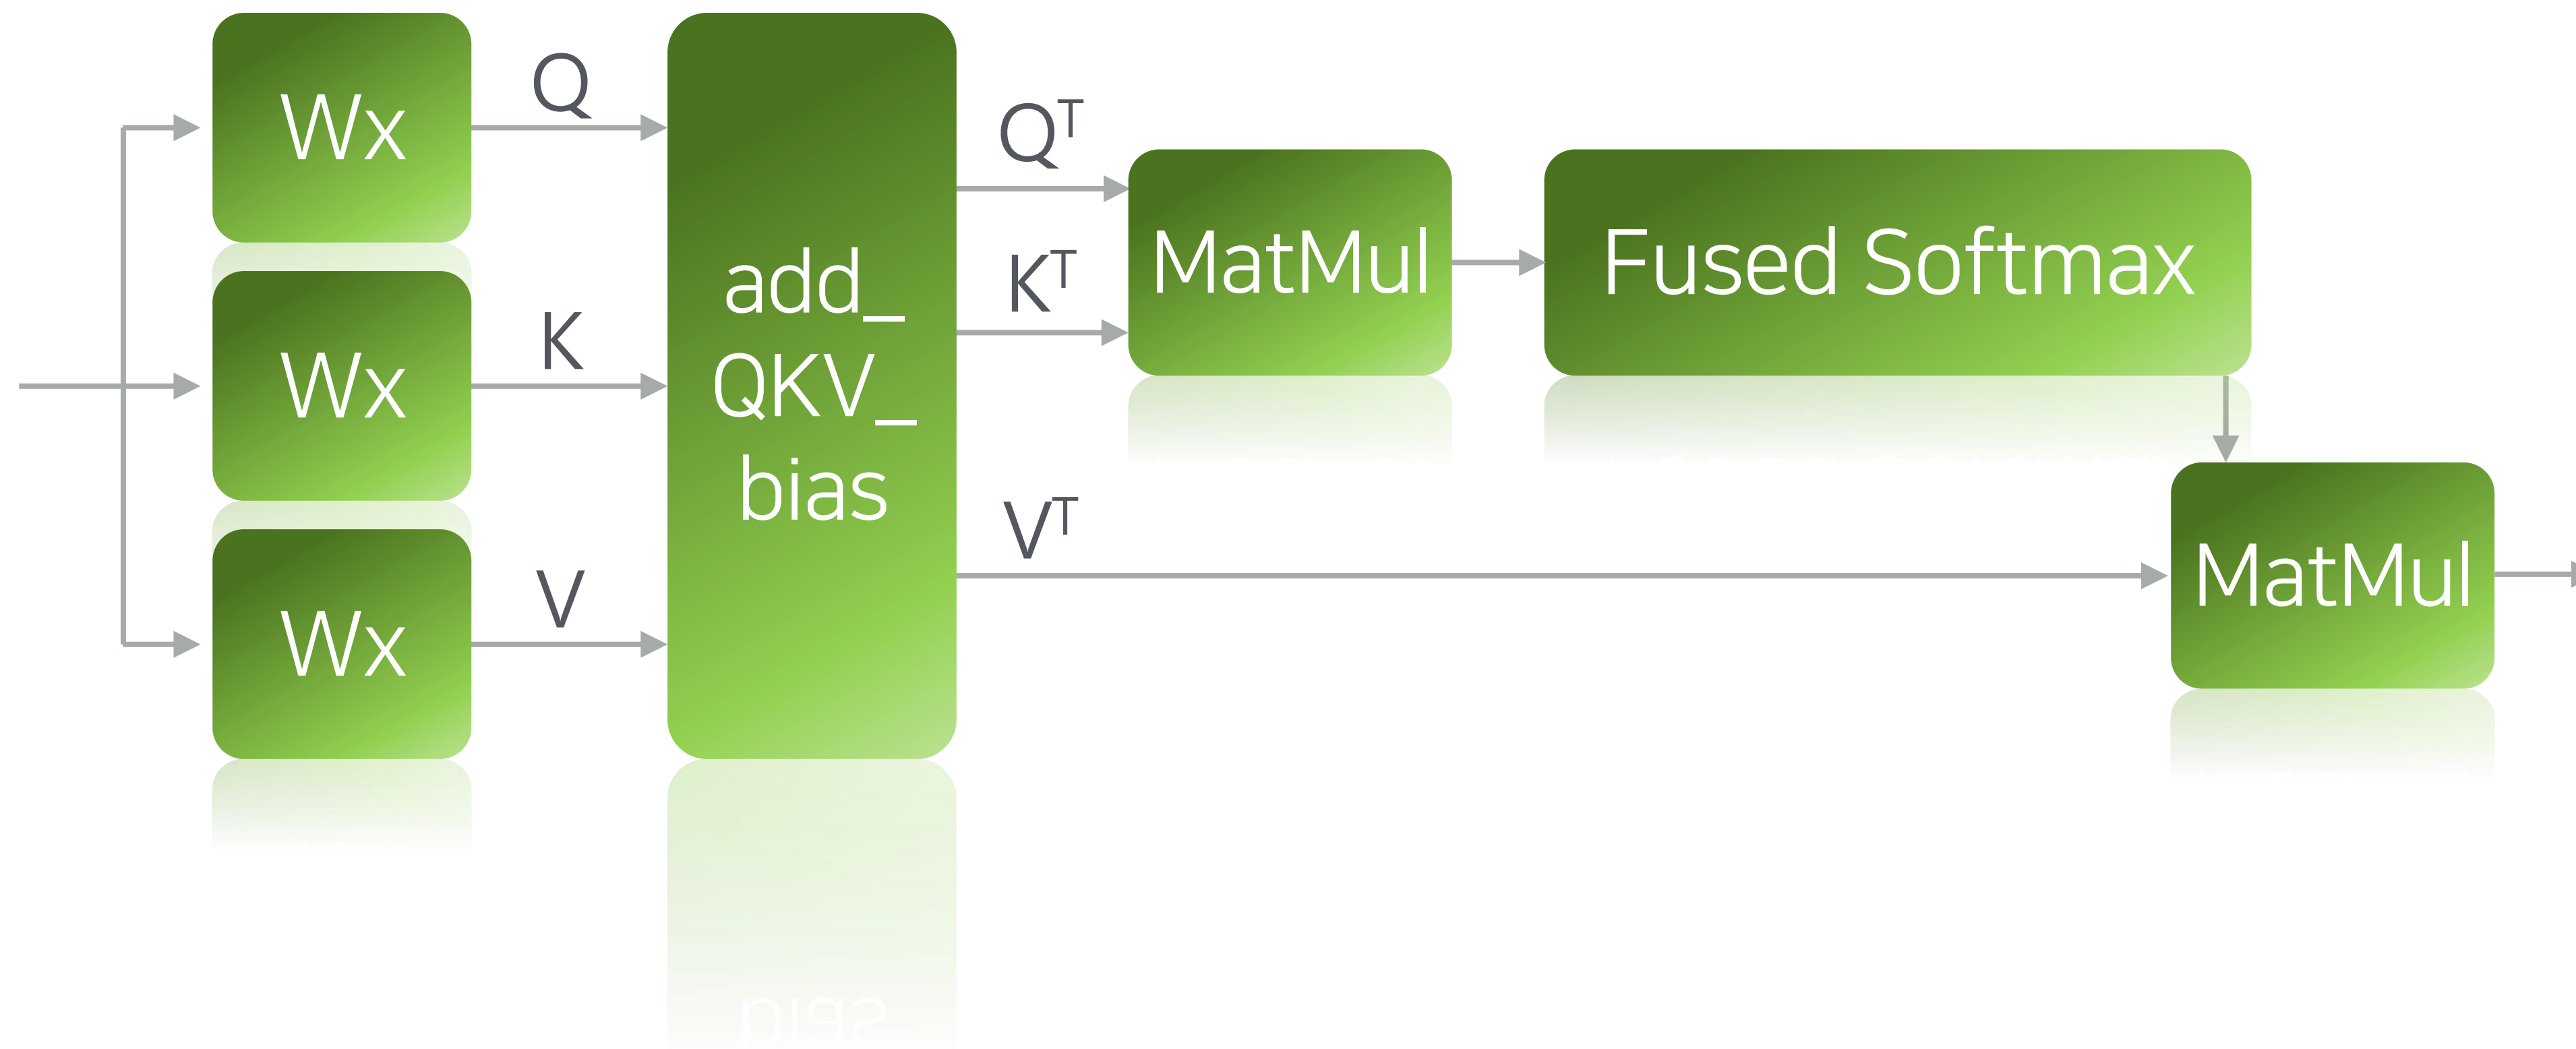 Wx
Q
Wx
K
Wx
V
add_
QKV_
bias
Qᵀ
Kᵀ
Vᵀ
MatMul
Fused Softmax
MatMul